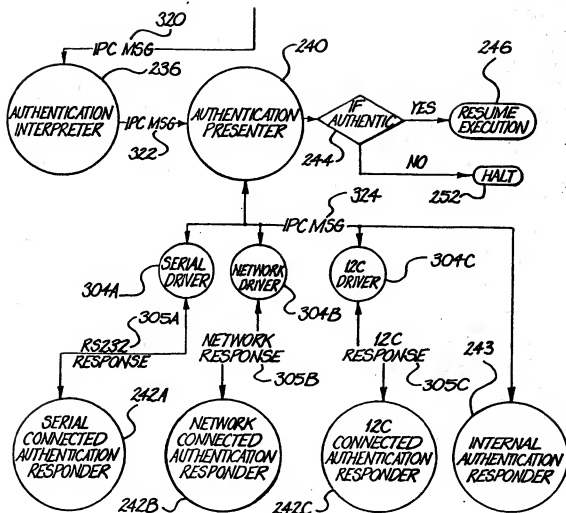 320
IPC MSG
236
240
246
AUTHENTICATION
INTERPRETER
IPC MSG
322
AUTHENTICATION
PRESENTER
IF
AUTHENTIC
244
YES
RESUME
EXECUTION
NO
HALT
252
324
IPC MSG
SERIAL
DRIVER
304A
NETWORK
DRIVER
304B
12C
DRIVER
304C
305A
RS232
RESPONSE
NETWORK
RESPONSE
305B
12C
RESPONSE
305C
243
242A
SERIAL
CONNECTED
AUTHENTICATION
RESPONDER
NETWORK
CONNECTED
AUTHENTICATION
RESPONDER
242B
12C
CONNECTED
AUTHENTICATION
RESPONDER
242C
INTERNAL
AUTHENTICATION
RESPONDER